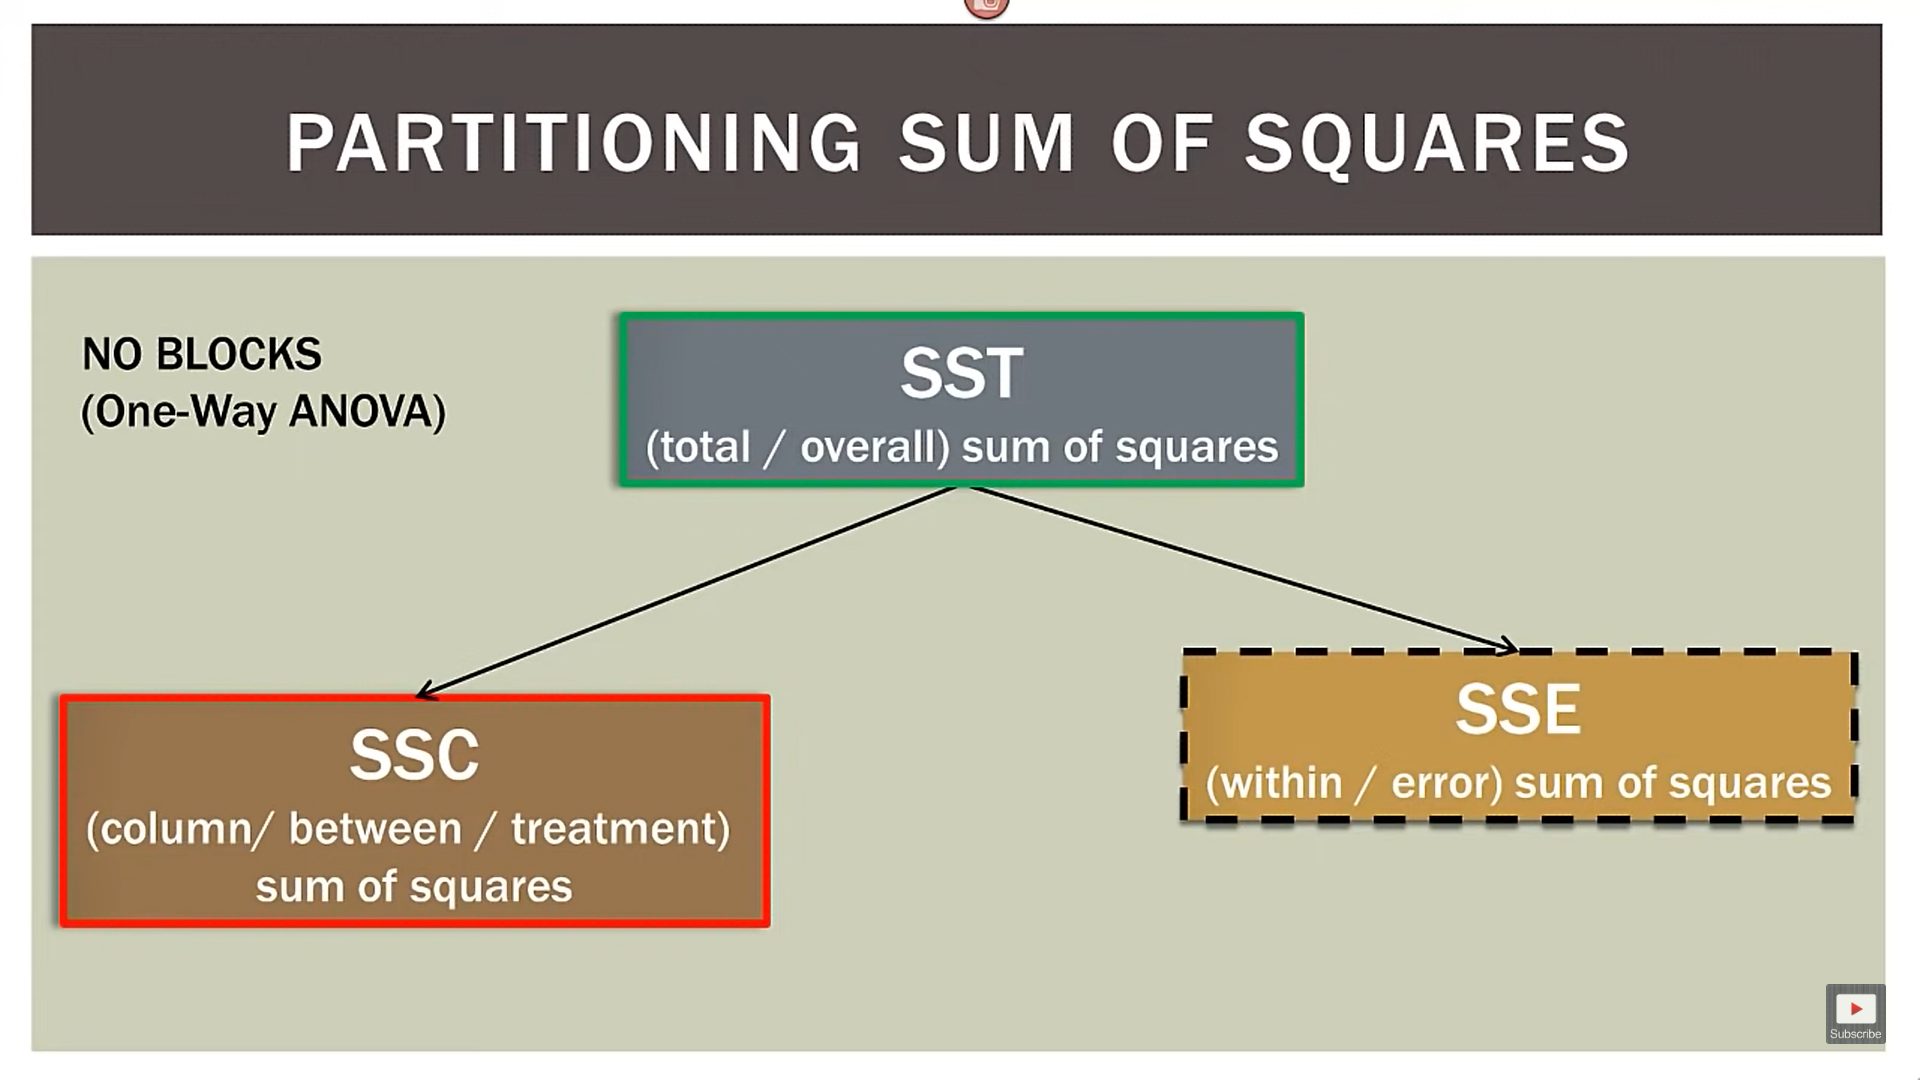 PARTITIONING SUM OF SQUARES
NO BLOCKS
(One-Way ANOVA)
SST
(total / overall) sum of squares
SSC
(column/ between / treatment)
sum of squares
SSE
(within / error) sum of squares
Subscribe